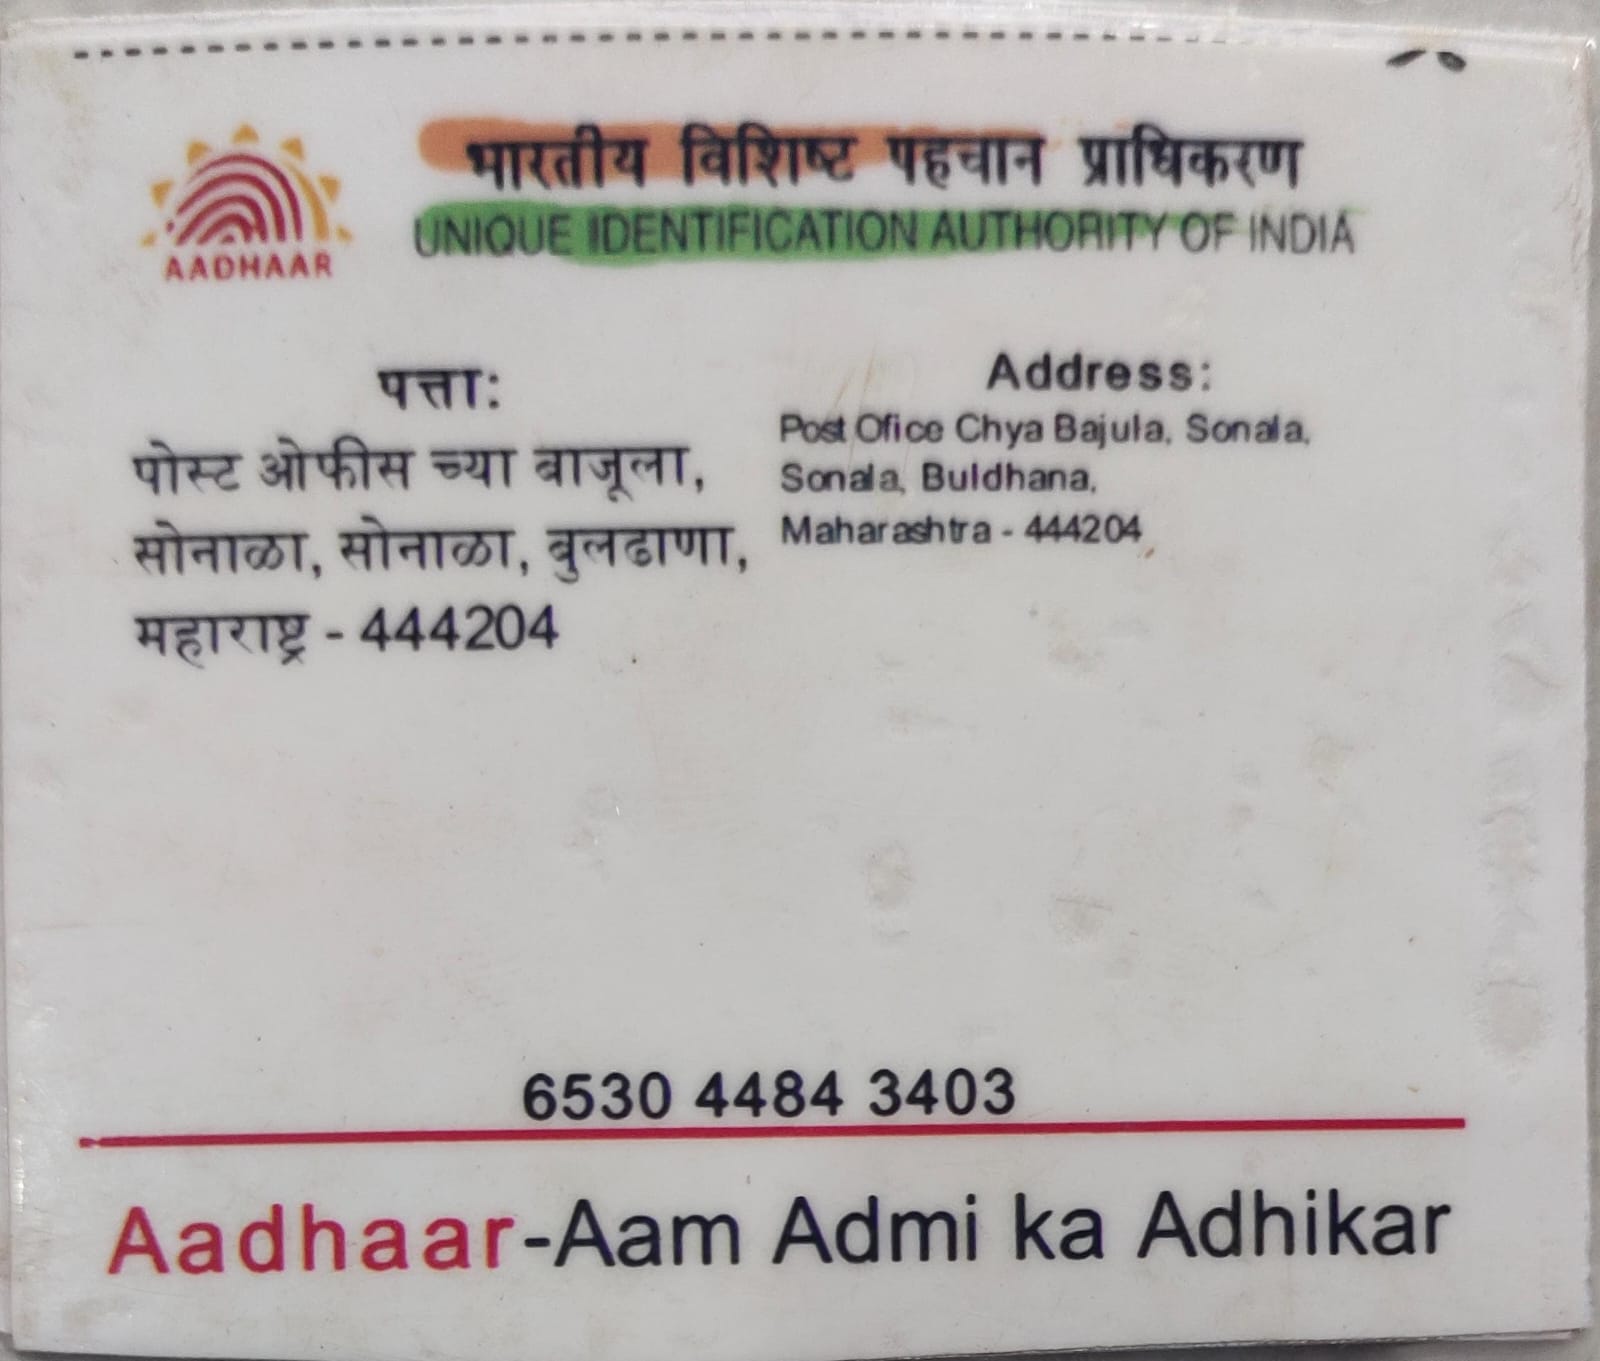 भारतीय विशिष्ट पहचान प्राधिकरण
UNIQUE IDENTIFICATION AUTHORITY OF INDIA
AADHAAR
पत्ता:
पोस्ट ओफीस च्या बाजूला,
सोनाळा, सोनाळा, बुलढाणा,
महाराष्ट्र - 444204
Address:
Post Ofice Chya Bajula, Sonala,
Sonala, Buldhana,
Maharashtra - 444204
6530 4484 3403
Aadhaar-Aam Admi ka Adhikar